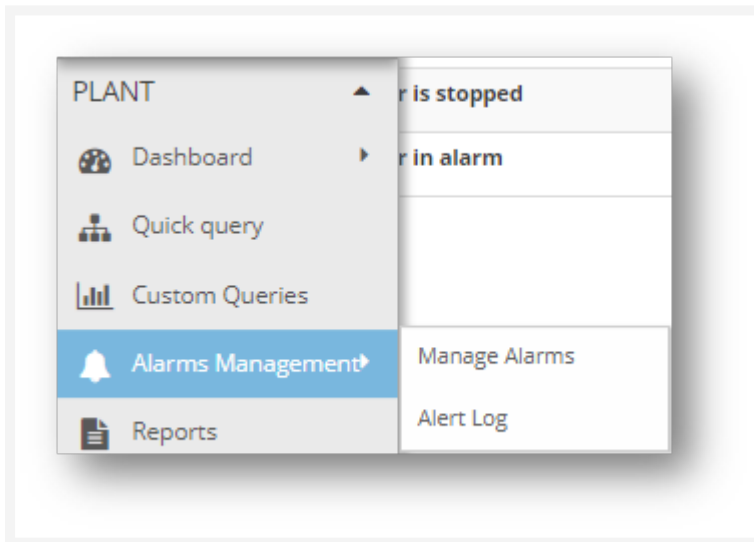 PLANT
r is stopped
Dashboard
r in alarm
Quick query
Custom Queries
Alarms Management
Manage Alarms
Alert Log
Reports